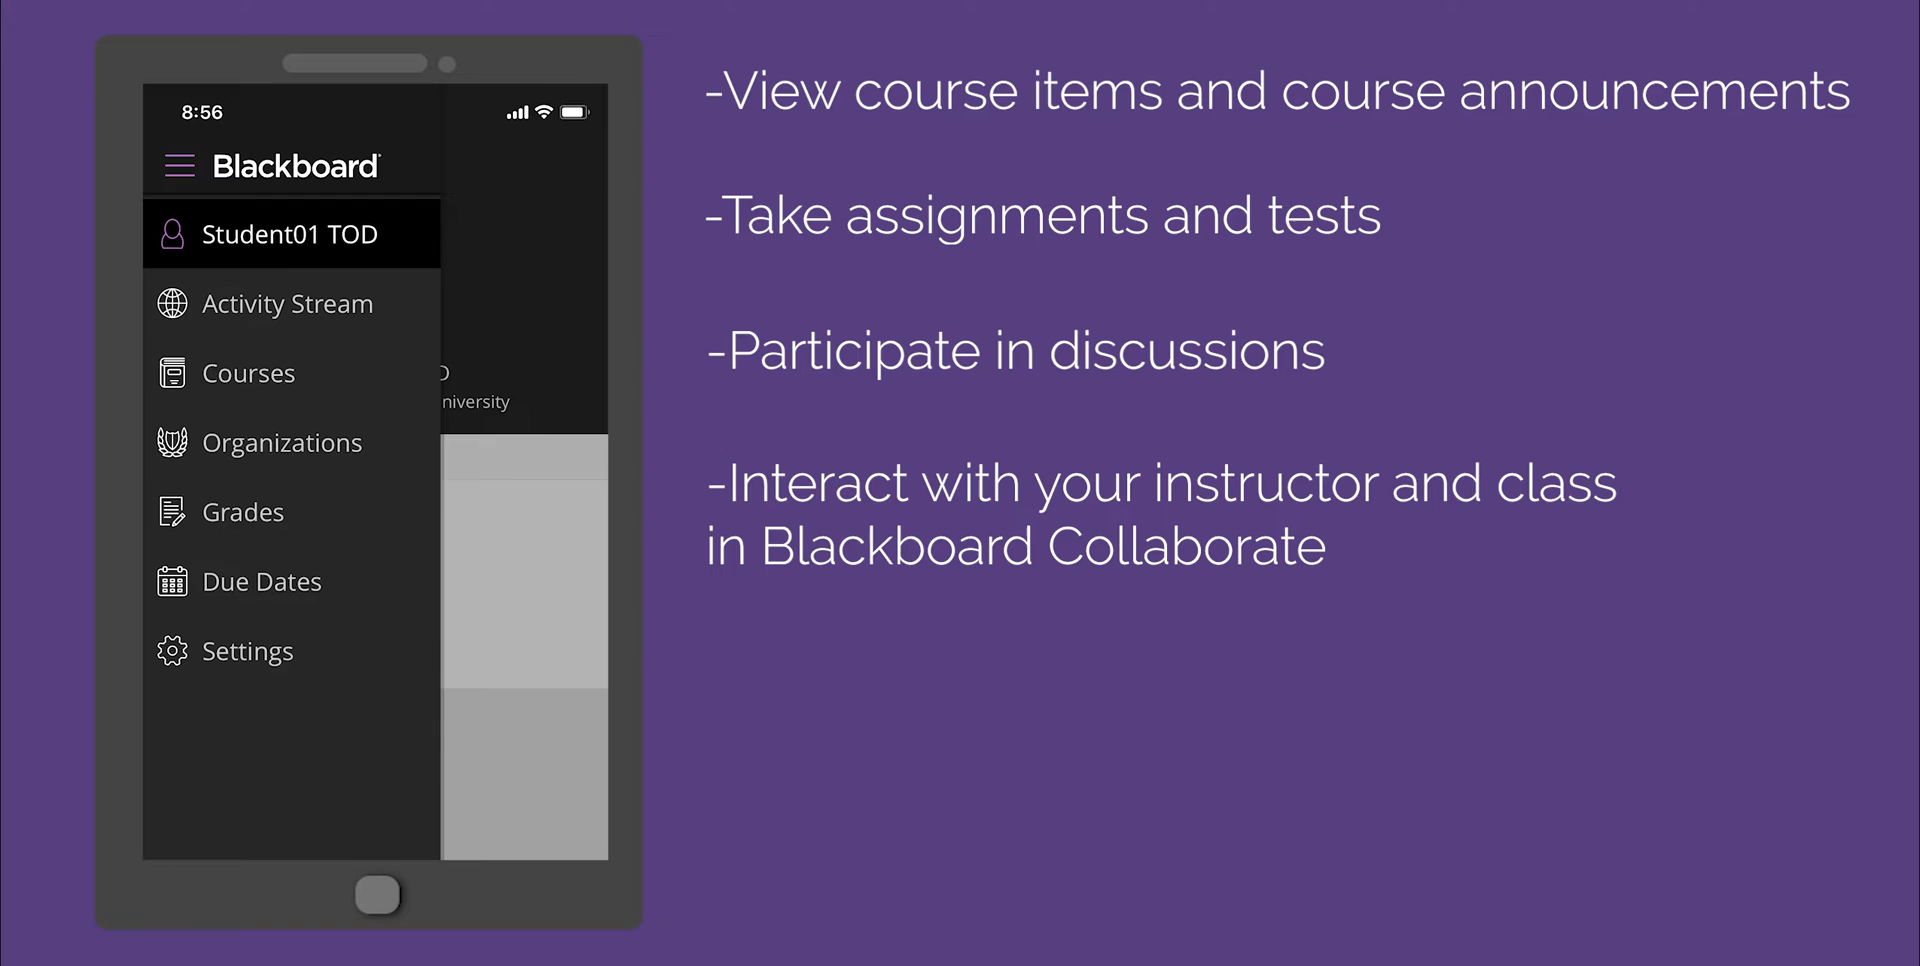 8:56
Blackboard
Student01 TOD
Activity Stream
Courses
Organizations
Grades
Due Dates
Settings
D
niversity
-View course items and course announcements
-Take assignments and tests
-Participate in discussions
-Interact with your instructor and class
in Blackboard Collaborate